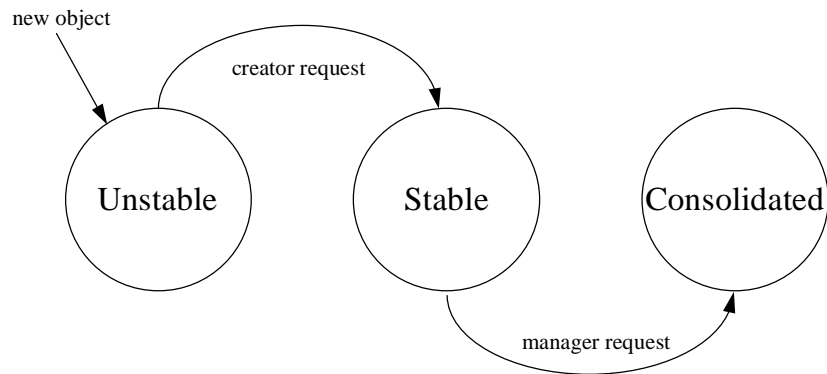 new object
creator request
Unstable
Stable
Consolidated
manager request